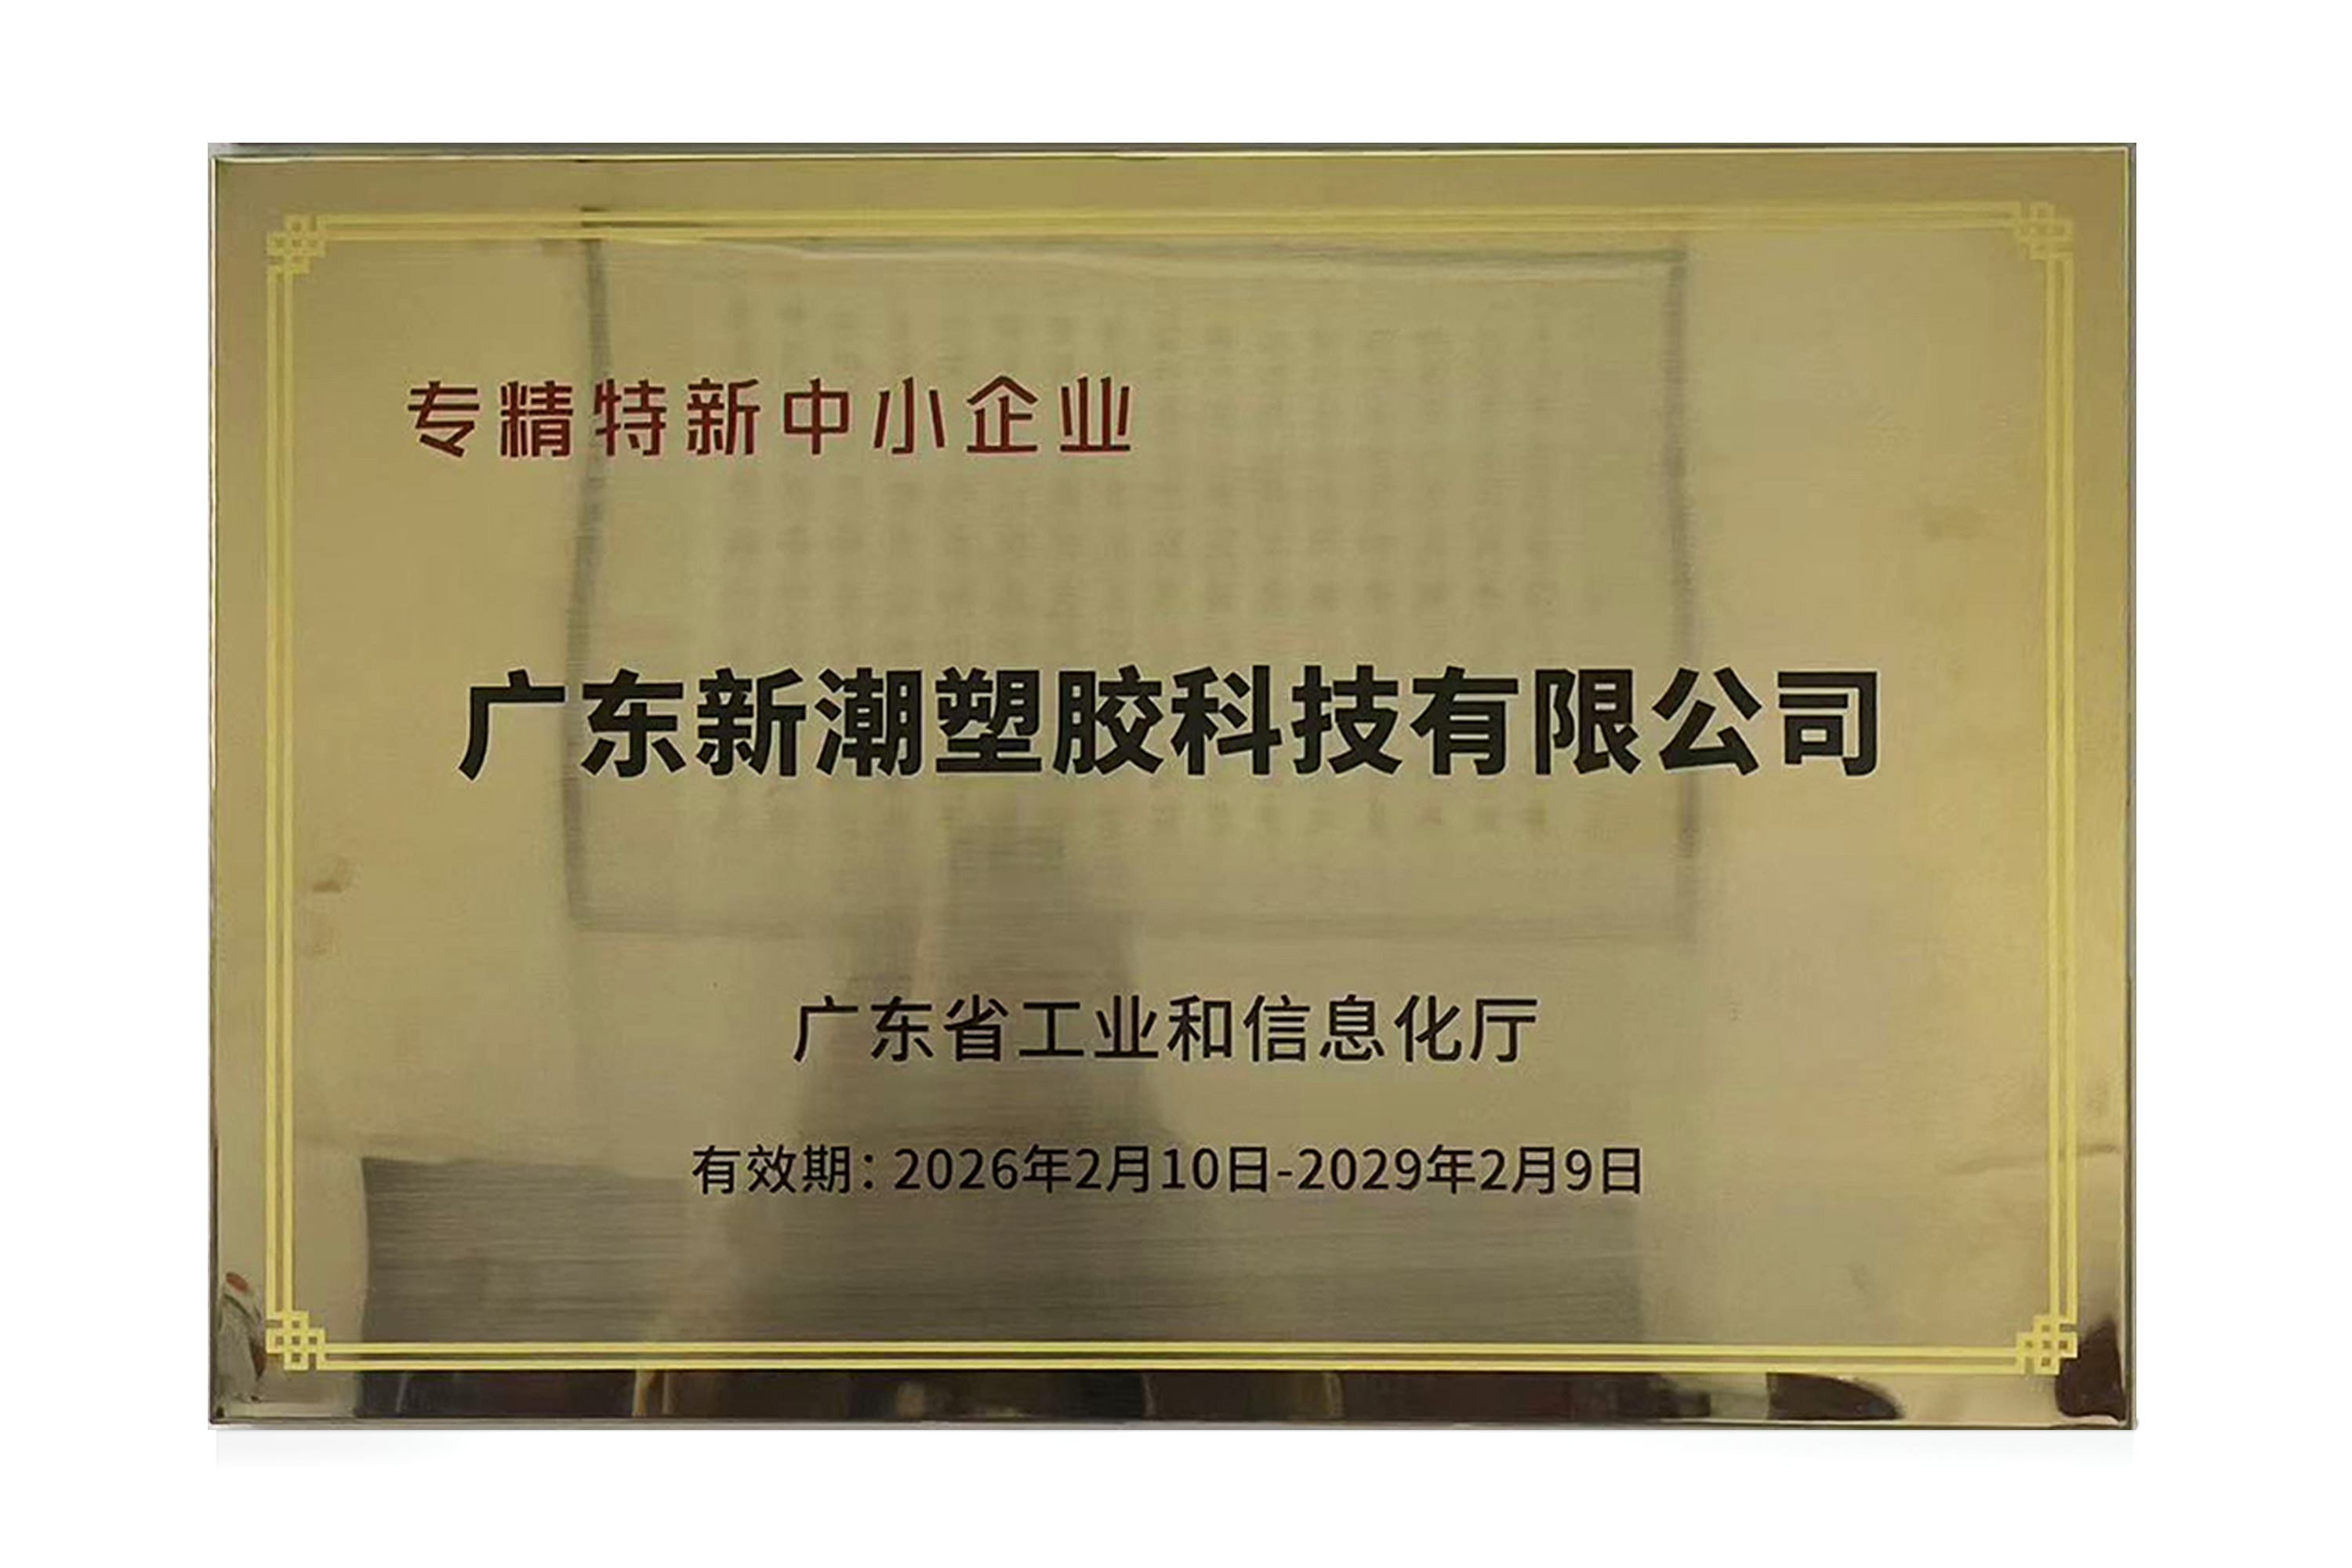 专精特新中小企业
广东新潮塑胶科技有限公司
广东省工业和信息化厅
有效期：2026年2月10日-2029年2月9日